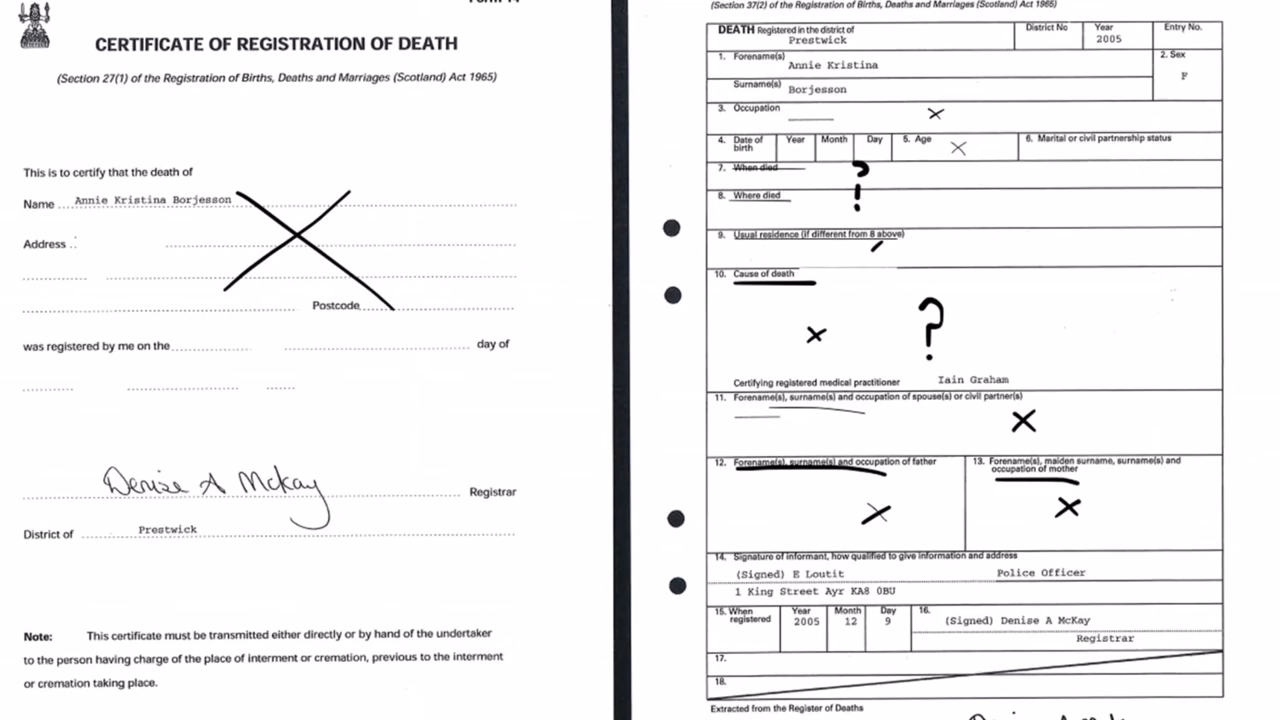 CERTIFICATE OF REGISTRATION OF DEATH
(Section 27(1) of the Registration of Births, Deaths and Marriages (Scotland) Act 1965)
This is to certify that the death of
Name Annie Kristina Borjesson
Address
Postcode
was registered by me on the day of
Denise A McKay Registrar
District of Prestwick
Note: This certificate must be transmitted either directly or by hand of the undertaker
to the person having charge of the place of interment or cremation, previous to the interment
or cremation taking place.
(Section 37(2) of the Registration of Births, Deaths and Marriages (Scotland) Act 1965)
DEATH Registered in the district of District No Year Entry No.
Prestwick 2005
1. Forename(s) 2. Sex
Annie Kristina F
Surname(s) Borjesson
3. Occupation
4. Date of birth Year Month Day 5. Age 6. Marital or civil partnership status
7. When died ?
8. Where died !
9. Usual residence (if different from 8 above)
10. Cause of death
?
Certifying registered medical practitioner Iain Graham
11. Forename(s), surname(s) and occupation of spouse(s) or civil partner(s)
12. Forename(s), surname(s) and occupation of father
13. Forename(s), maiden surname, surname(s) and
occupation of mother
14. Signature of informant, how qualified to give information and address
(Signed) E Loutit Police Officer
1 King Street Ayr KA8 0BU
15. When registered Year Month Day 16.
2005 12 9 (Signed) Denise A McKay
Registrar
17.
18.
Extracted from the Register of Deaths